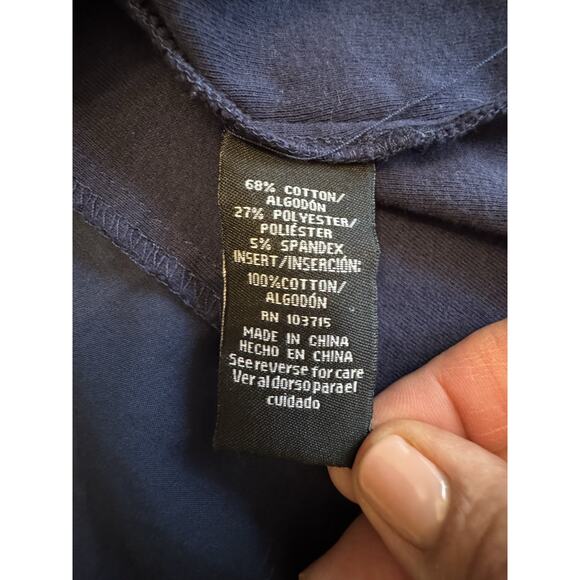 68% COTTON/
ALGODÓN
27% POLYESTER/
POLIÉSTER
5% SPANDEX
INSERT/INSERCIÓN:
100%COTTON/
ALGODÓN
RN 103715
MADE IN CHINA
HECHO EN CHINA
See reverse for care
Ver al dorso para el
cuidado